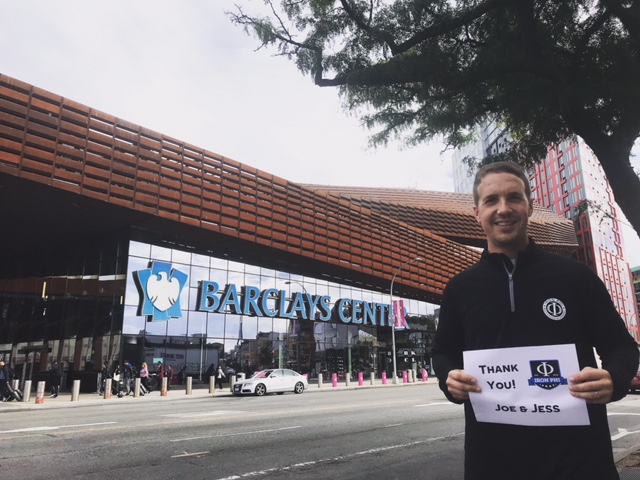 BARCLAYS CENT
THANK
YOU!
Φ
IRON PHI
JOE & JESS